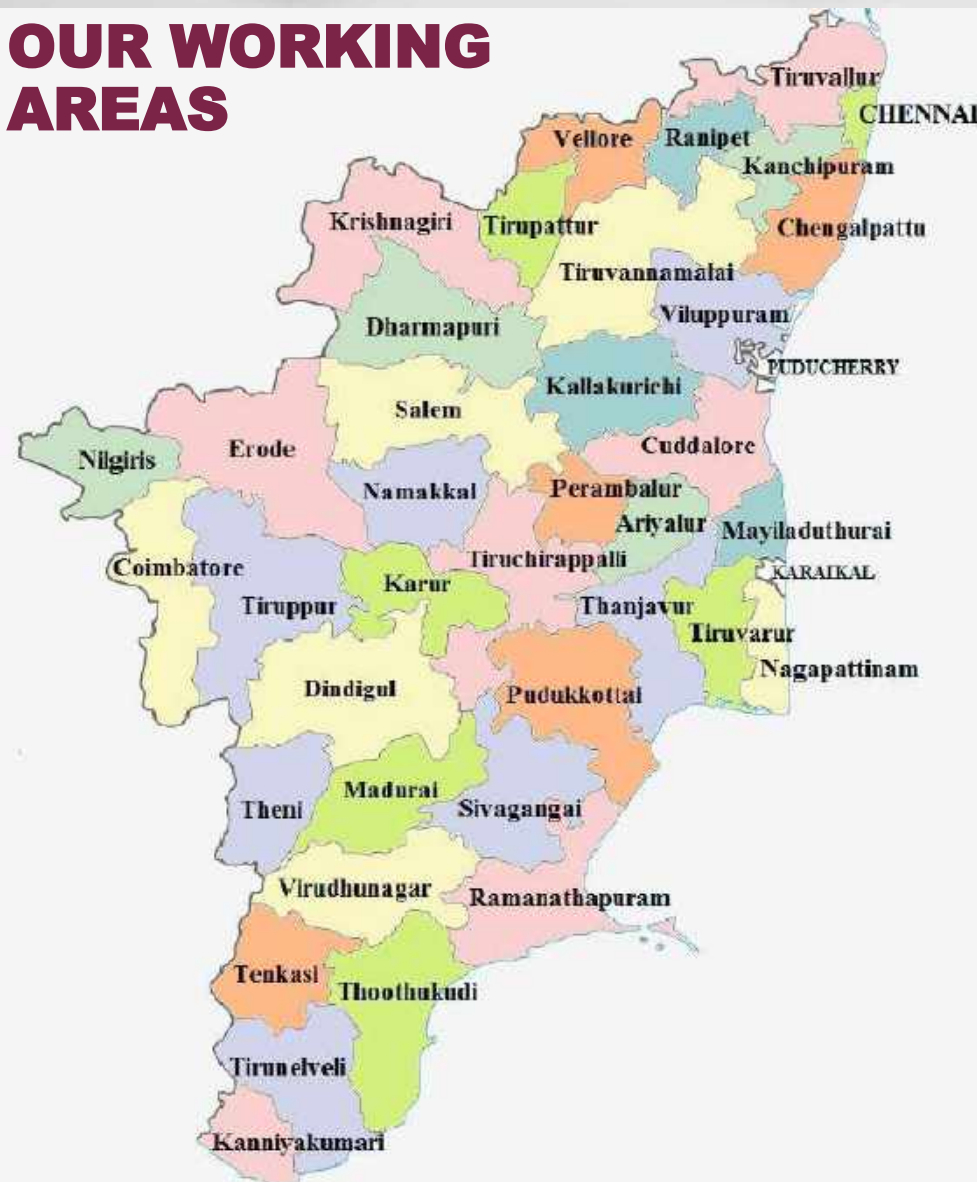 OUR WORKING
AREAS
Tiruvallur
CHENNAI
Vellore
Ranipet
Kanchipuram
Krishnagiri
Tirupattur
Chengalpattu
Tiruvannamalai
Viluppuram
Dharmapuri
PUDUCHERRY
Kallakurichi
Salem
Cuddalore
Nilgiris
Erode
Namakkal
Perambalur
Ariyalur
Mayiladuthurai
Tiruchirappalli
Coimbatore
KARAIKAL
Karur
Tiruppur
Thanjavur
Tiruvarur
Nagapattinam
Dindigul
Pudukkottai
Madurai
Theni
Sivagangai
Virudhunagar
Ramanathapuram
Tenkasi
Thoothukudi
Tirunelveli
Kanniyakumari